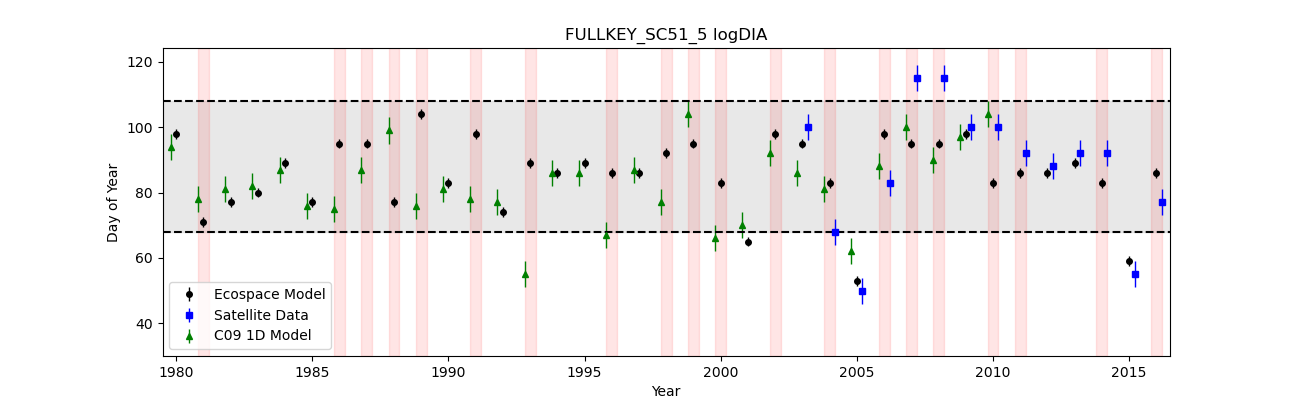 FULLKEY_SC51_5 logDIA
120
100
80
60
40
Day of Year
Ecospace Model
Satellite Data
C09 1D Model
1980 1985 1990 1995 2000 2005 2010 2015
Year